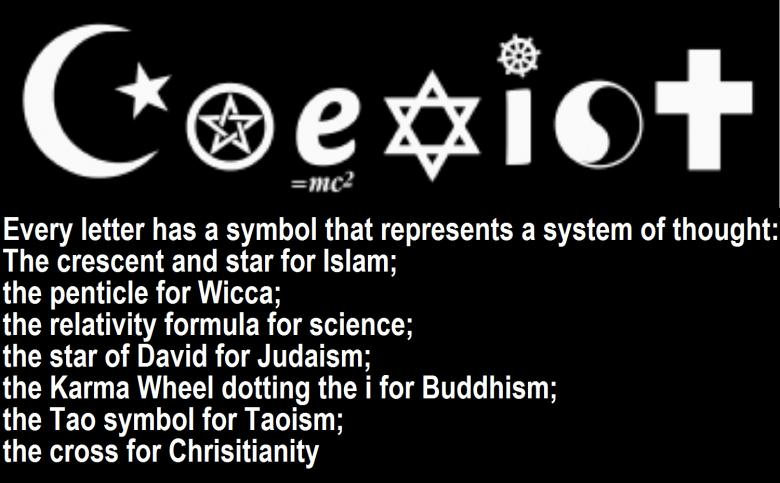 Coexist
=mc²
Every letter has a symbol that represents a system of thought:
The crescent and star for Islam;
the penticle for Wicca;
the relativity formula for science;
the star of David for Judaism;
the Karma Wheel dotting the i for Buddhism;
the Tao symbol for Taoism;
the cross for Chrisitianity